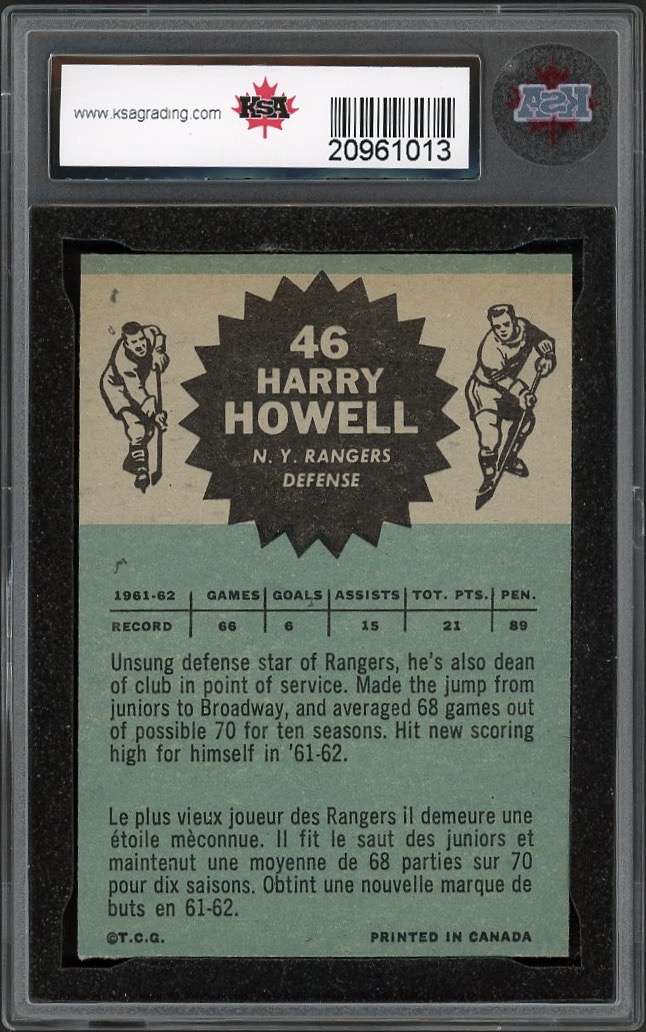 www.ksagrading.com KSA
20961013
KSA
46
HARRY
HOWELL
N. Y. RANGERS
DEFENSE
1961-62 GAMES GOALS ASSISTS TOT. PTS. PEN.
RECORD 66 6 15 21 89
Unsung defense star of Rangers, he's also dean
of club in point of service. Made the jump from
juniors to Broadway, and averaged 68 games out
of possible 70 for ten seasons. Hit new scoring
high for himself in '61-62.
Le plus vieux joueur des Rangers il demeure une
étoile mèconnue. Il fit le saut des juniors et
maintenut une moyenne de 68 parties sur 70
pour dix saisons. Obtint une nouvelle marque de
buts en 61-62.
©T.C.G. PRINTED IN CANADA